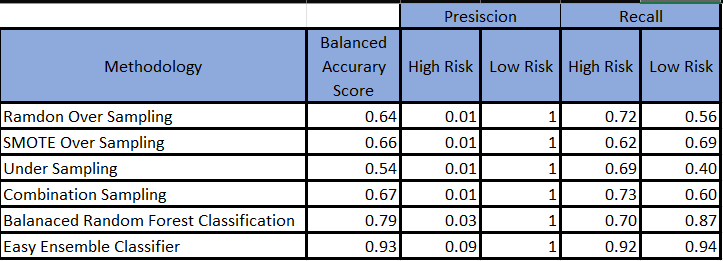 Presiscion Recall
Methodology Balanced Accurary Score High Risk Low Risk High Risk Low Risk
Ramdon Over Sampling 0.64 0.01 1 0.72 0.56
SMOTE Over Sampling 0.66 0.01 1 0.62 0.69
Under Sampling 0.54 0.01 1 0.69 0.40
Combination Sampling 0.67 0.01 1 0.73 0.60
Balanaced Random Forest Classification 0.79 0.03 1 0.70 0.87
Easy Ensemble Classifier 0.93 0.09 1 0.92 0.94